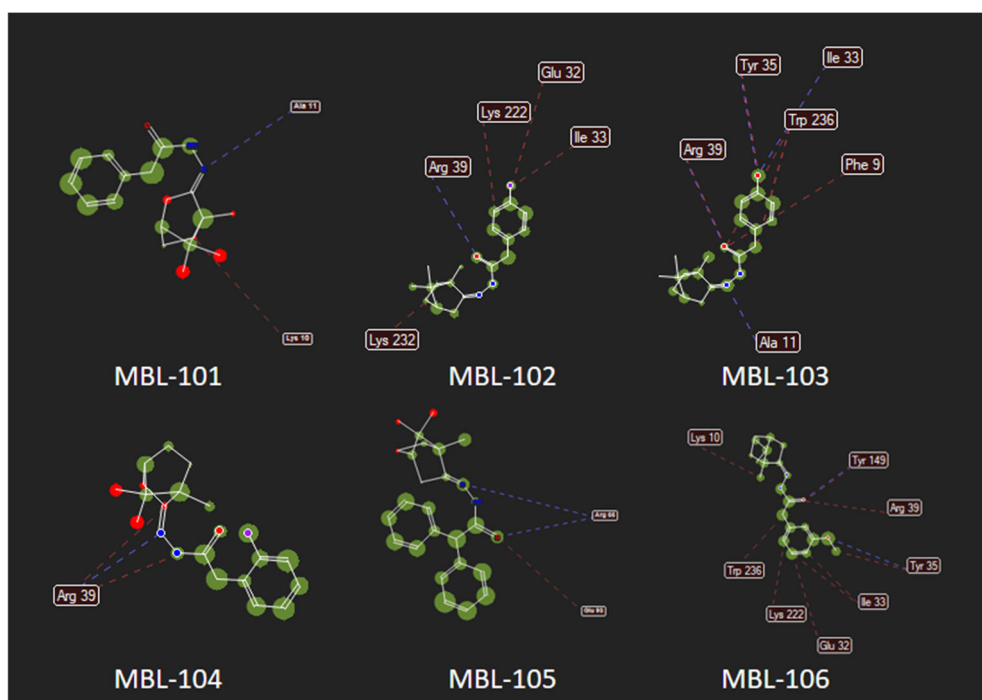 Ala 11
Lys 10
MBL-101
Glu 32
Lys 222
Ile 33
Arg 39
Lys 232
MBL-102
Ile 33
Tyr 35
Trp 236
Arg 39
Phe 9
Ala 11
MBL-103
Arg 39
MBL-104
Arg 66
MBL-105
Lys 10
Tyr 149
Arg 39
Trp 236
Tyr 35
Ile 33
Lys 222
Glu 32
MBL-106